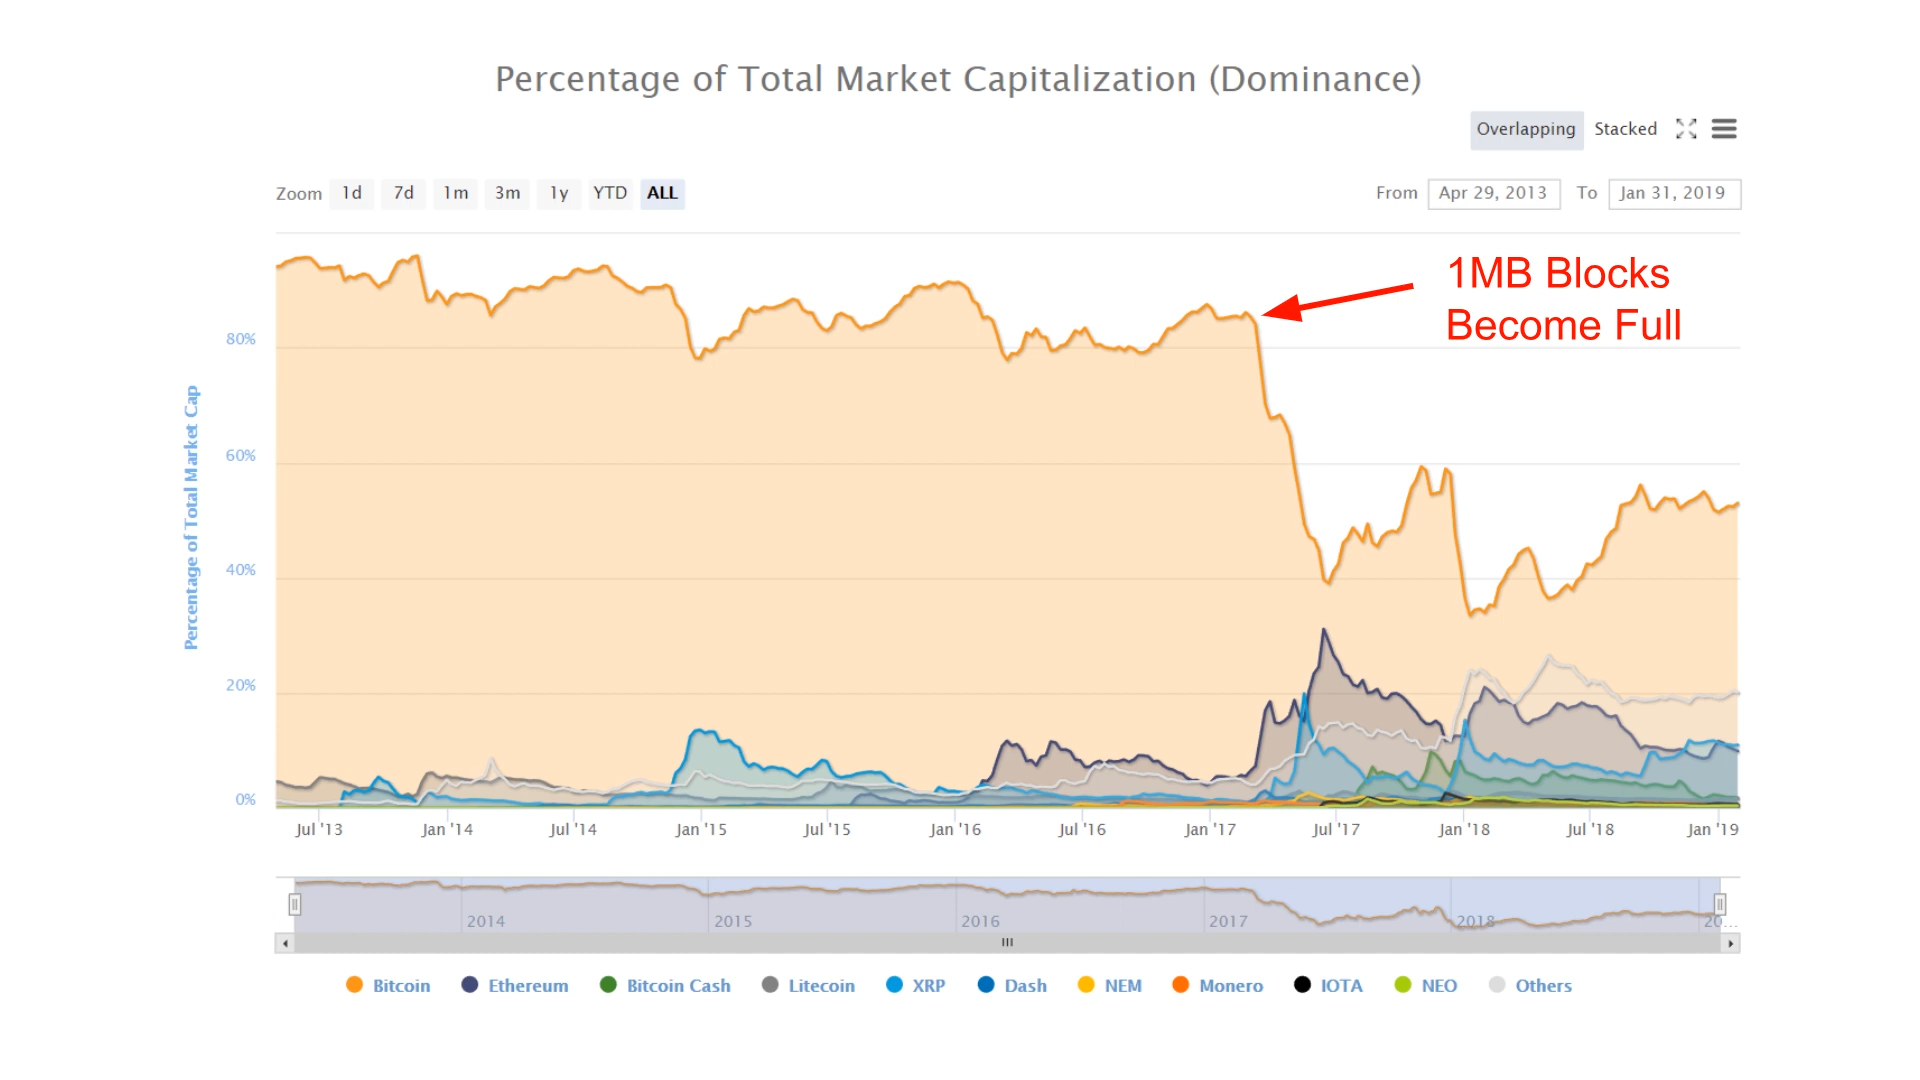 Percentage of Total Market Capitalization (Dominance)
Overlapping Stacked
Zoom 1d 7d 1m 3m 1y YTD ALL
From Apr 29, 2013 To Jan 31, 2019
1MB Blocks
Become Full
Percentage of Total Market Cap
80%
60%
40%
20%
0%
Jul '13 Jan '14 Jul '14 Jan '15 Jul '15 Jan '16 Jul '16 Jan '17 Jul '17 Jan '18 Jul '18 Jan '19
2014 2015 2016 2017 2018 20…
Bitcoin Ethereum Bitcoin Cash Litecoin XRP Dash NEM Monero IOTA NEO Others